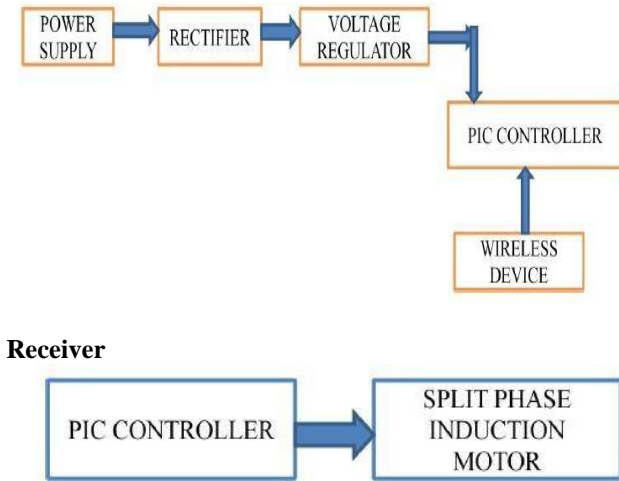 POWER
SUPPLY
RECTIFIER
VOLTAGE
REGULATOR
PIC CONTROLLER
WIRELESS
DEVICE
Receiver
PIC CONTROLLER
SPLIT PHASE
INDUCTION
MOTOR